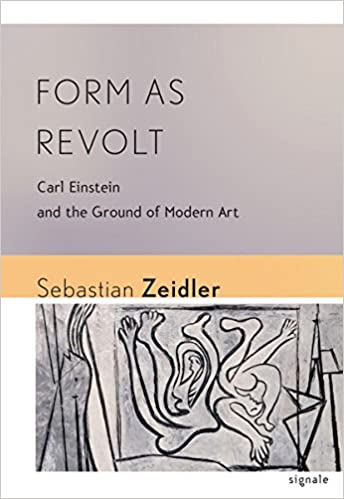 FORM AS
REVOLT
Carl Einstein
and the Ground of Modern Art
Sebastian Zeidler
signale